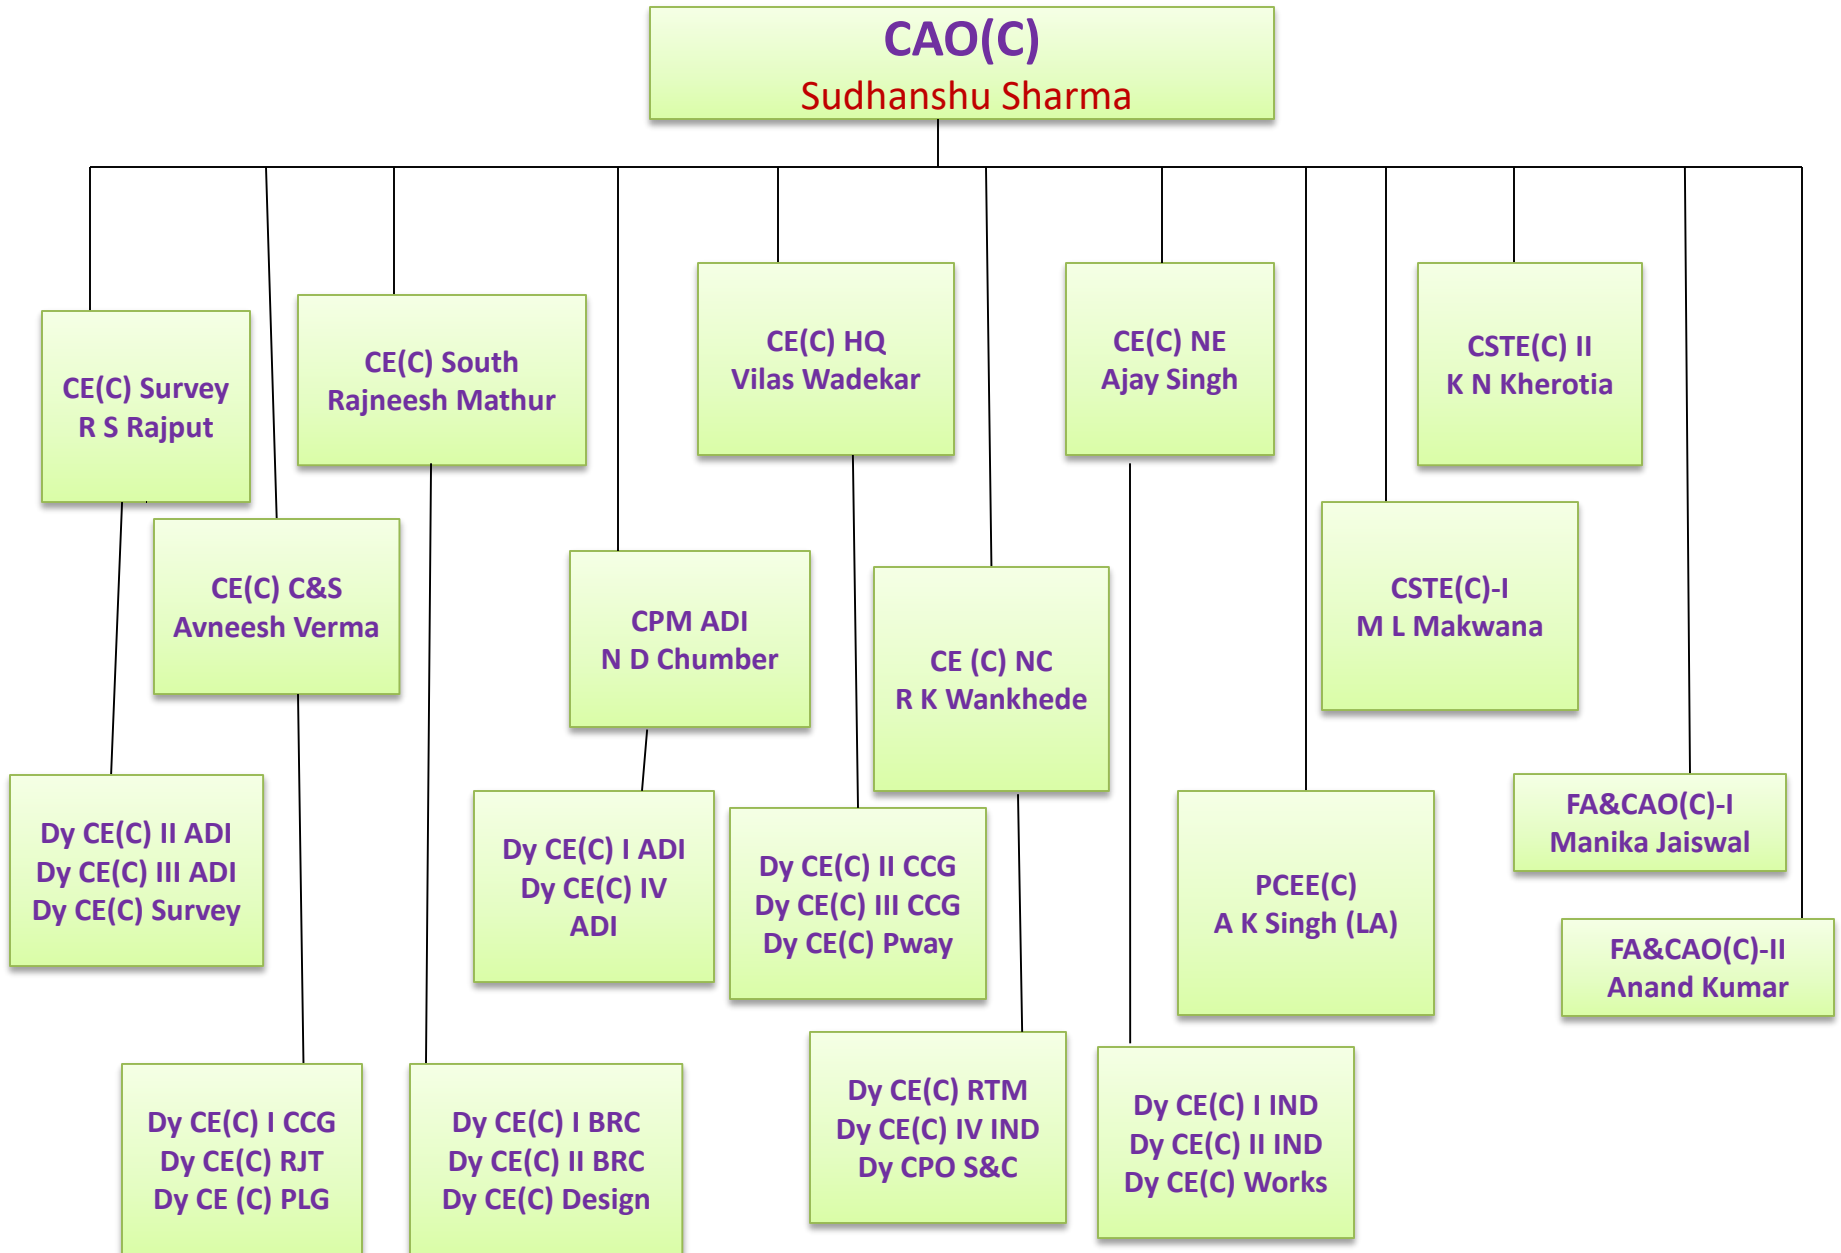 CAO(C)
Sudhanshu Sharma
CE(C) Survey
R S Rajput
CE(C) C&S
Avneesh Verma
CE(C) South
Rajneesh Mathur
CPM ADI
N D Chumber
CE(C) HQ
Vilas Wadekar
CE (C) NC
R K Wankhede
CE(C) NE
Ajay Singh
PCEE(C)
A K Singh (LA)
CSTE(C)-I
M L Makwana
CSTE(C) II
K N Kherotia
FA&CAO(C)-I
Manika Jaiswal
FA&CAO(C)-II
Anand Kumar
Dy CE(C) II ADI
Dy CE(C) III ADI
Dy CE(C) Survey
Dy CE(C) I CCG
Dy CE(C) RJT
Dy CE (C) PLG
Dy CE(C) I BRC
Dy CE(C) II BRC
Dy CE(C) Design
Dy CE(C) I ADI
Dy CE(C) IV
ADI
Dy CE(C) II CCG
Dy CE(C) III CCG
Dy CE(C) Pway
Dy CE(C) RTM
Dy CE(C) IV IND
Dy CPO S&C
Dy CE(C) I IND
Dy CE(C) II IND
Dy CE(C) Works